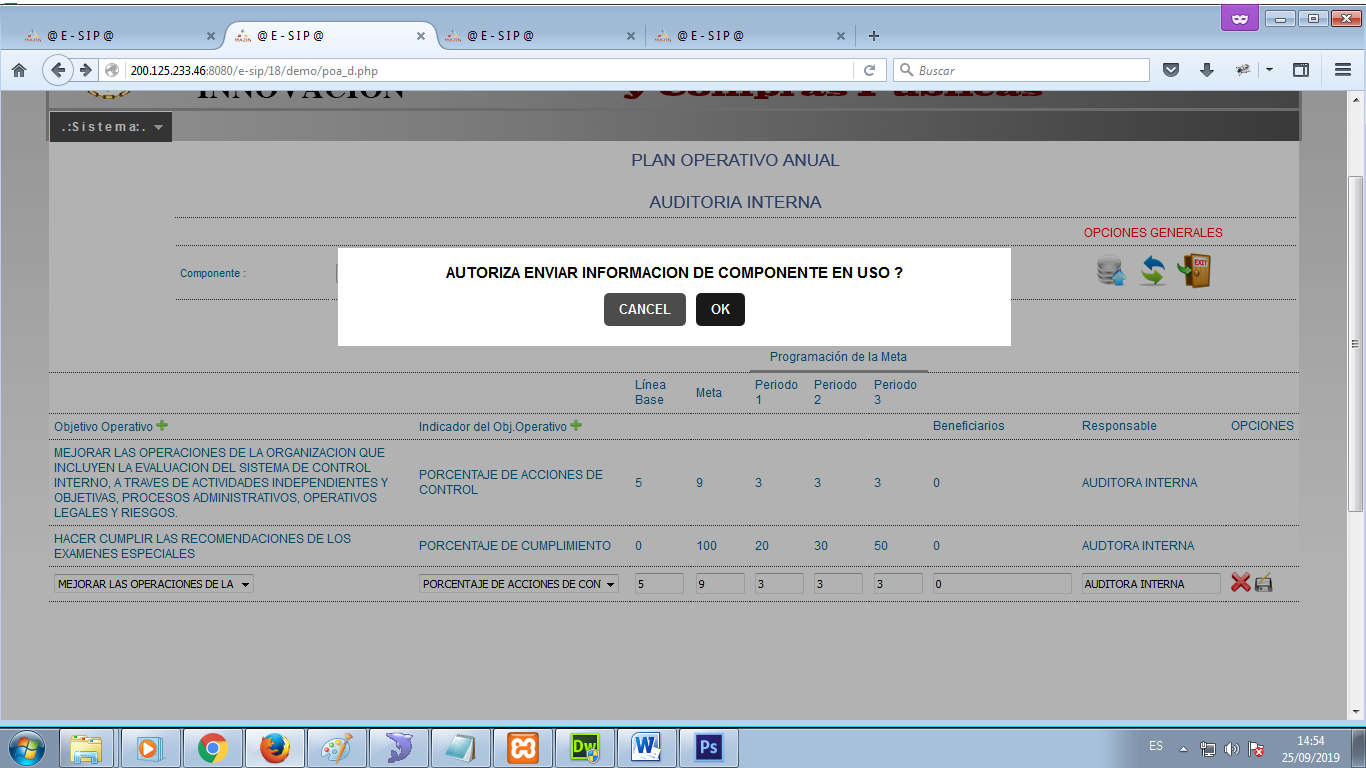 @ E - S I P @
@ E - S I P @
@ E - S I P @
@ E - S I P @
200.125.233.46:8080/e-sip/18/demo/poa_d.php
Buscar
INNOVACION
y Compras Públicas
.:S i s t e m a:.
PLAN OPERATIVO ANUAL
AUDITORIA INTERNA
OPCIONES GENERALES
Componente :
EXIT
AUTORIZA ENVIAR INFORMACION DE COMPONENTE EN USO ?
CANCEL OK
Programación de la Meta
Línea Base Meta Periodo 1 Periodo 2 Periodo 3
Objetivo Operativo Indicador del Obj.Operativo Beneficiarios Responsable OPCIONES
MEJORAR LAS OPERACIONES DE LA ORGANIZACION QUE
INCLUYEN LA EVALUACION DEL SISTEMA DE CONTROL
INTERNO, A TRAVES DE ACTIVIDADES INDEPENDIENTES Y
OBJETIVAS, PROCESOS ADMINISTRATIVOS, OPERATIVOS
LEGALES Y RIESGOS.
PORCENTAJE DE ACCIONES DE
CONTROL
5 9 3 3 3 0 AUDITORA INTERNA
HACER CUMPLIR LAS RECOMENDACIONES DE LOS
EXAMENES ESPECIALES
PORCENTAJE DE CUMPLIMIENTO 0 100 20 30 50 0 AUDTORA INTERNA
MEJORAR LAS OPERACIONES DE LA PORCENTAJE DE ACCIONES DE CON 5 9 3 3 3 0 AUDITORA INTERNA
Dw W Ps
ES
14:54
25/09/2019